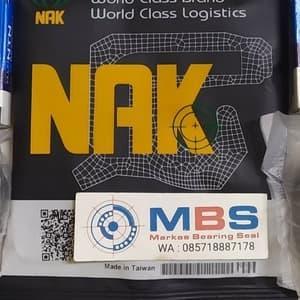 World Class Brand
World Class Logistics
NAK
NAK
MBS
Markas Bearing Seal
WA : 085718887178
Made in Taiwan